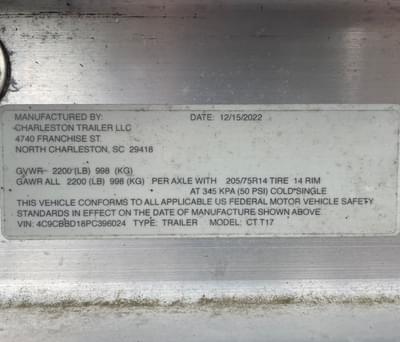 MANUFACTURED BY: DATE: 12/15/2022
CHARLESTON TRAILER LLC
4740 FRANCHISE ST.
NORTH CHARLESTON, SC 29418
GVWR 2200 (LB) 998 (KG)
GAWR ALL 2200 (LB) 998 (KG) PER AXLE WITH 205/75R14 TIRE 14 RIM
AT 345 KPA (50 PSI) COLD SINGLE
THIS VEHICLE CONFORMS TO ALL APPLICABLE US FEDERAL MOTOR VEHICLE SAFETY
STANDARDS IN EFFECT ON THE DATE OF MANUFACTURE SHOWN ABOVE.
VIN: 4C9CBBD18PC396024 TYPE: TRAILER MODEL: CT T17